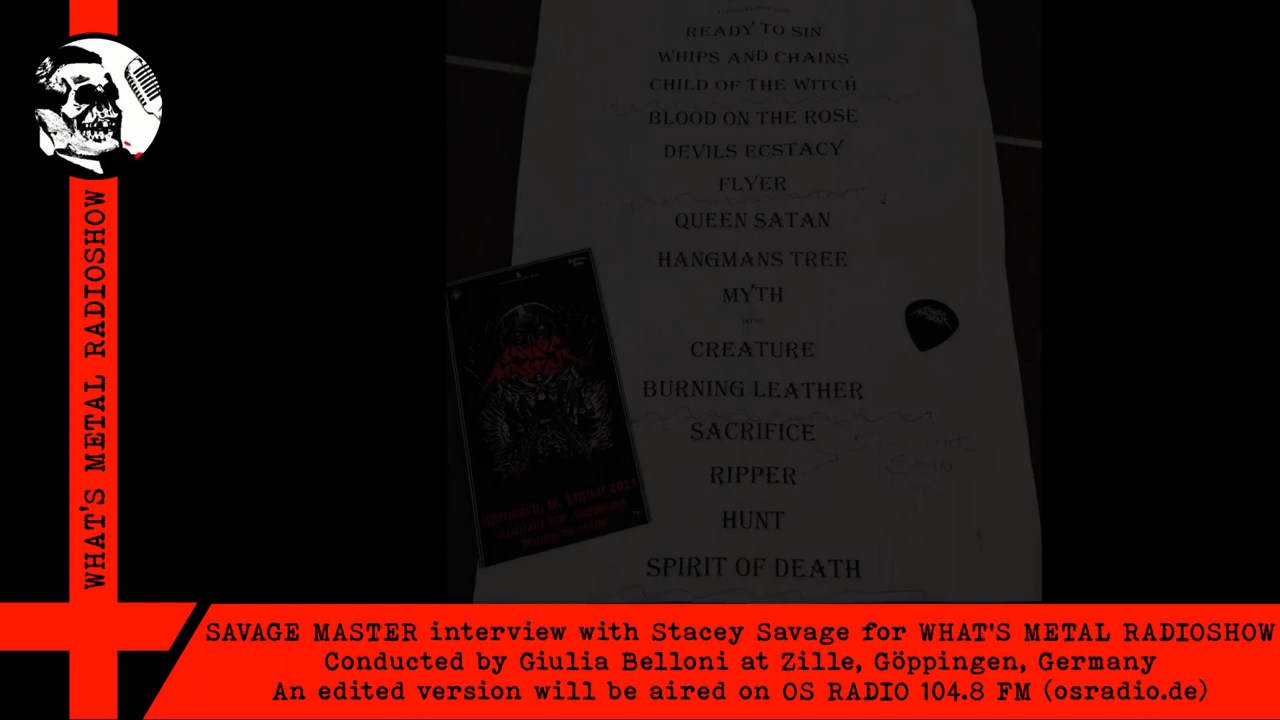 WHAT'S METAL RADIOSHOW
READY TO SIN
WHIPS AND CHAINS
CHILD OF THE WITCH
BLOOD ON THE ROSE
DEVILS ECSTACY
FLYER
QUEEN SATAN
HANGMANS TREE
MYTH
CREATURE
BURNING LEATHER
SACRIFICE
RIPPER
HUNT
SPIRIT OF DEATH
SAVAGE MASTER interview with Stacey Savage for WHAT'S METAL RADIOSHOW
Conducted by Giulia Belloni at Zille, Göppingen, Germany
An edited version will be aired on OS RADIO 104.8 FM (osradio.de)